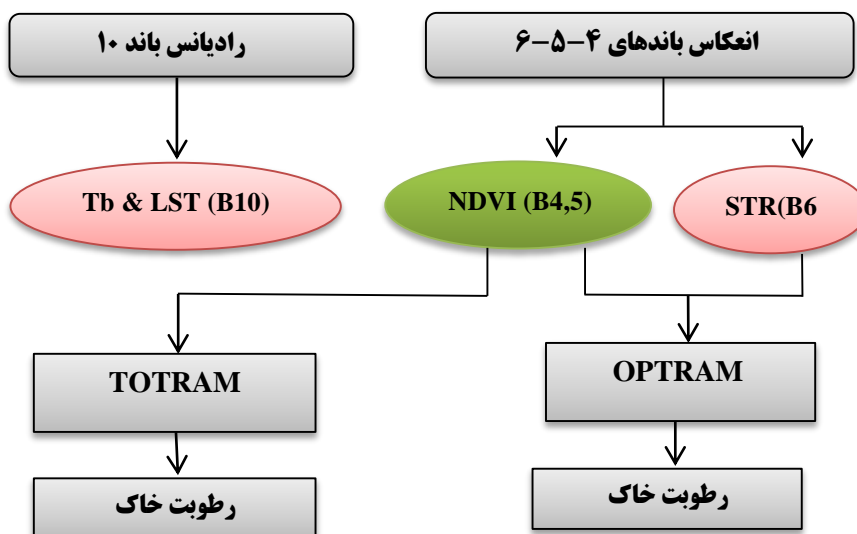 رادیانس باند ۱۰
انعکاس باندهای ۴-۵-۶
Tb & LST (B10)
NDVI (B4,5)
STR(B6
TOTRAM
OPTRAM
رطوبت خاک
رطوبت خاک